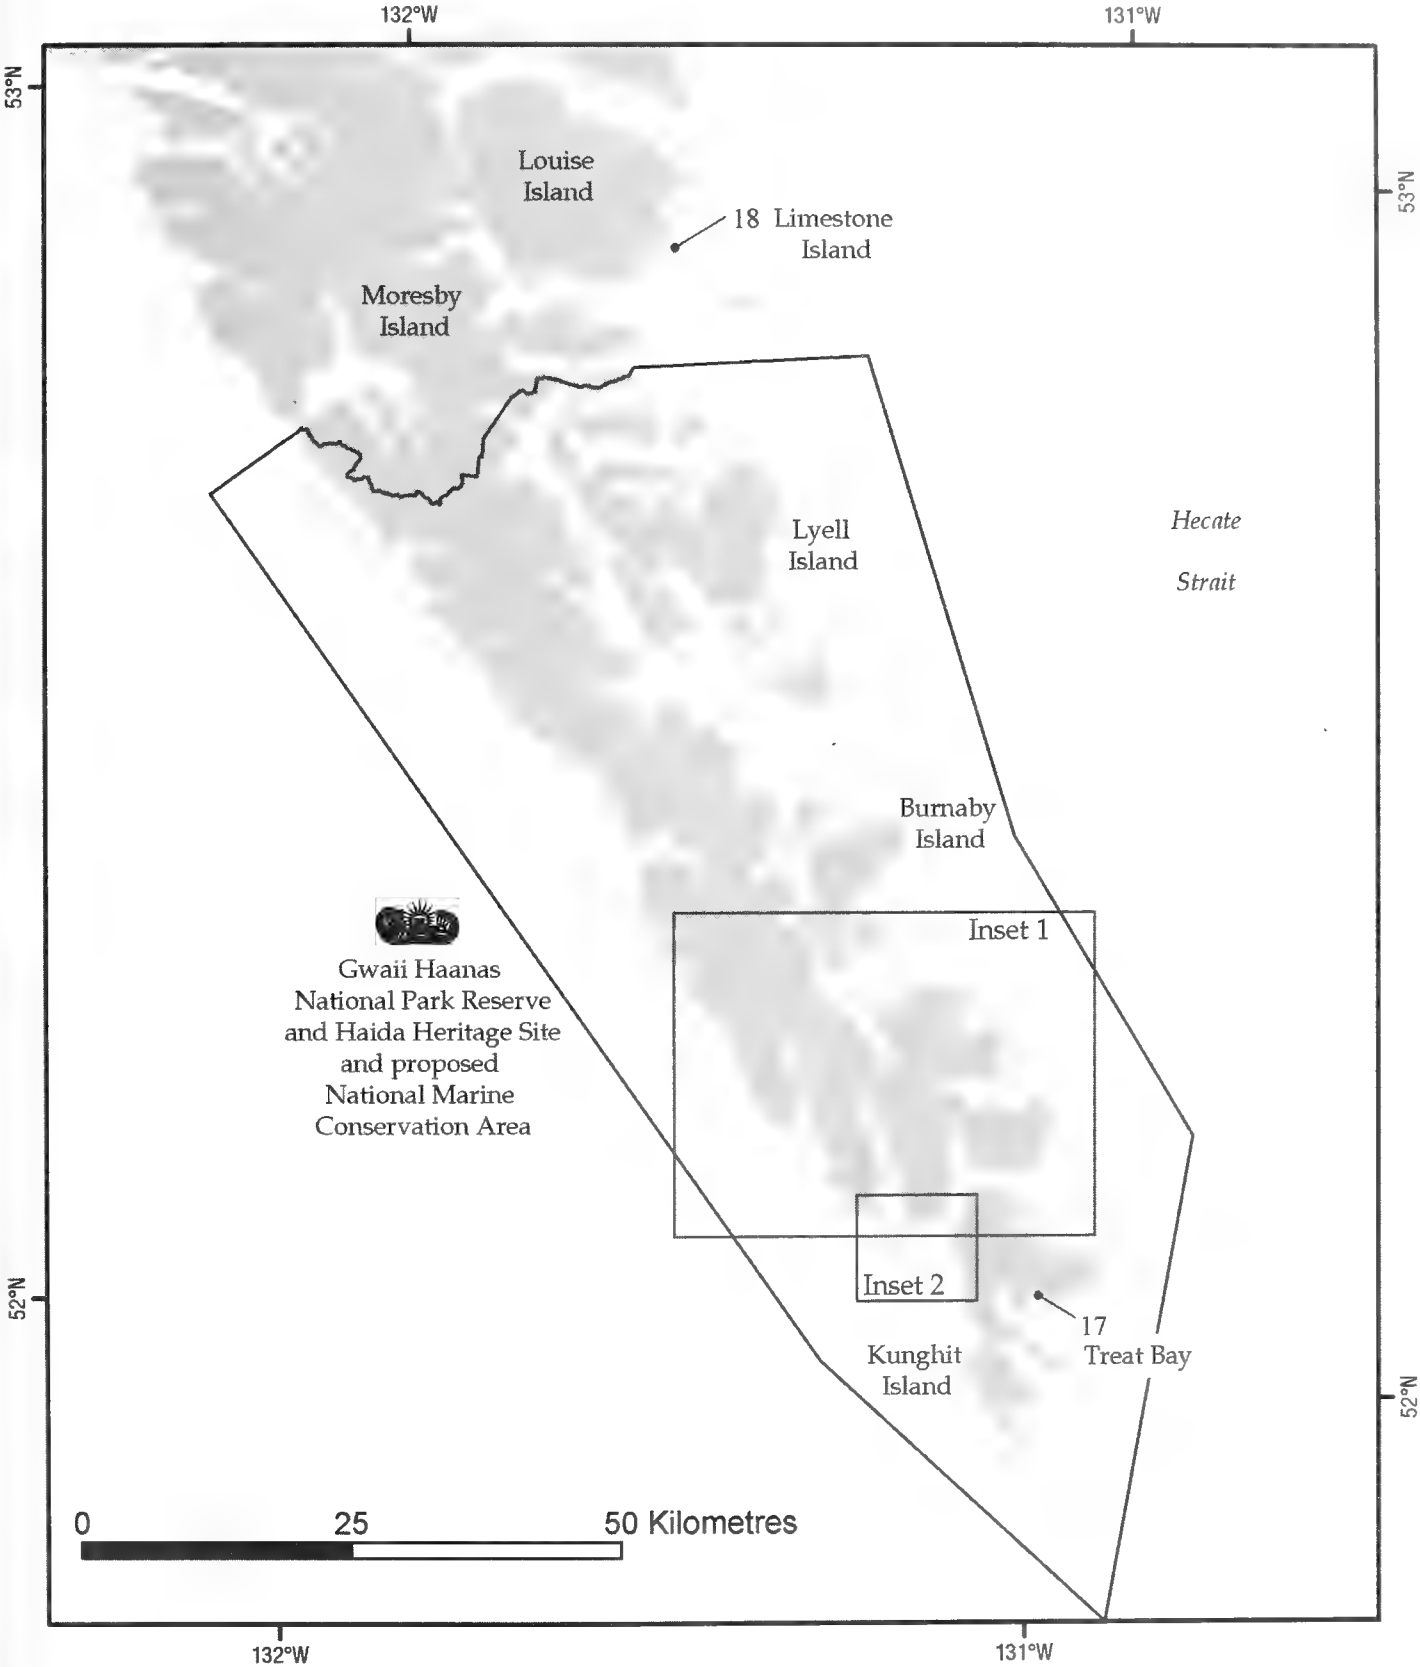 132°W
131°W
53°N
53°N
Louise
Island
18 Limestone
Island
Moresby
Island
Lyell
Island
Hecate
Strait
Burnaby
Island
Inset 1
Gwaii Haanas
National Park Reserve
and Haida Heritage Site
and proposed
National Marine
Conservation Area
Inset 2
52°N
17
Treat Bay
Kunghit
Island
52°N
0 25 50 Kilometres
132°W
131°W